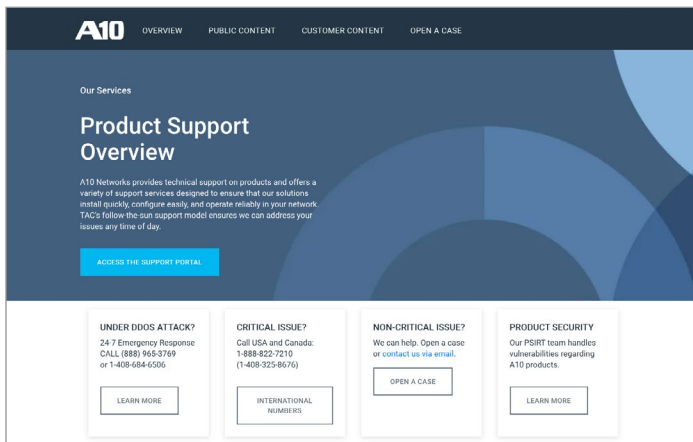 A10 OVERVIEW PUBLIC CONTENT CUSTOMER CONTENT OPEN A CASE
Our Services
Product Support
Overview
A10 Networks provides technical support on products and offers a
variety of support services designed to ensure that our solutions
install quickly, configure easily, and operate reliably in your network.
TAC's follow-the-sun support model ensures we can address your
issues any time of day.
ACCESS THE SUPPORT PORTAL
UNDER DDOS ATTACK?
24-7 Emergency Response
CALL (888) 965-3769
or 1-408-684-6506
LEARN MORE
CRITICAL ISSUE?
Call USA and Canada:
1-888-822-7210
(1-408-325-8676)
INTERNATIONAL
NUMBERS
NON-CRITICAL ISSUE?
We can help. Open a case
or contact us via email.
OPEN A CASE
PRODUCT SECURITY
Our PSIRT team handles
vulnerabilities regarding
A10 products.
LEARN MORE